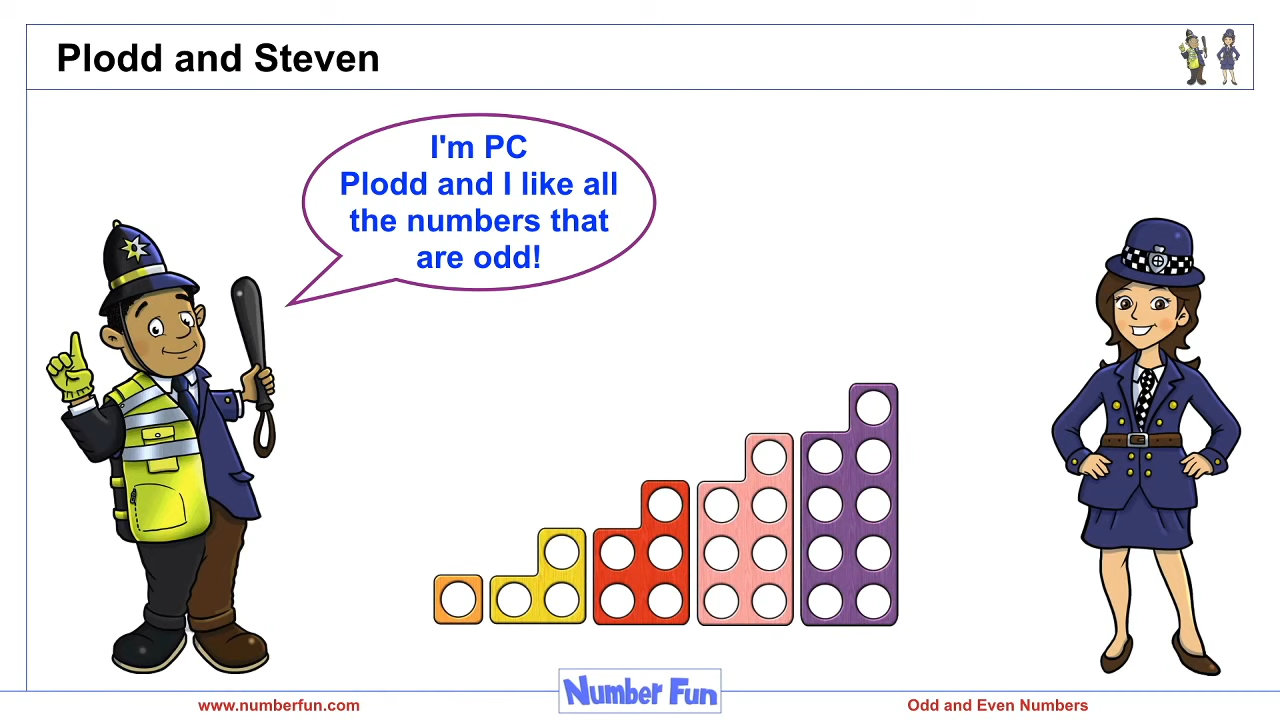 Plodd and Steven
I'm PC
Plodd and I like all
the numbers that
are odd!
Number Fun
www.numberfun.com
Odd and Even Numbers